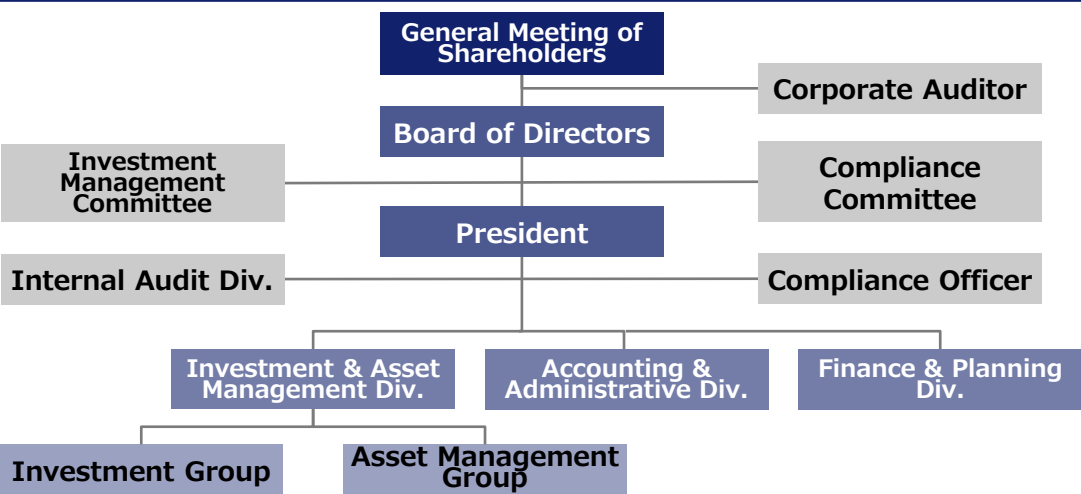 General Meeting of
Shareholders
Corporate Auditor
Board of Directors
Investment
Management
Committee
Compliance
Committee
President
Internal Audit Div.
Compliance Officer
Investment & Asset
Management Div.
Accounting &
Administrative Div.
Finance & Planning
Div.
Investment Group
Asset Management
Group